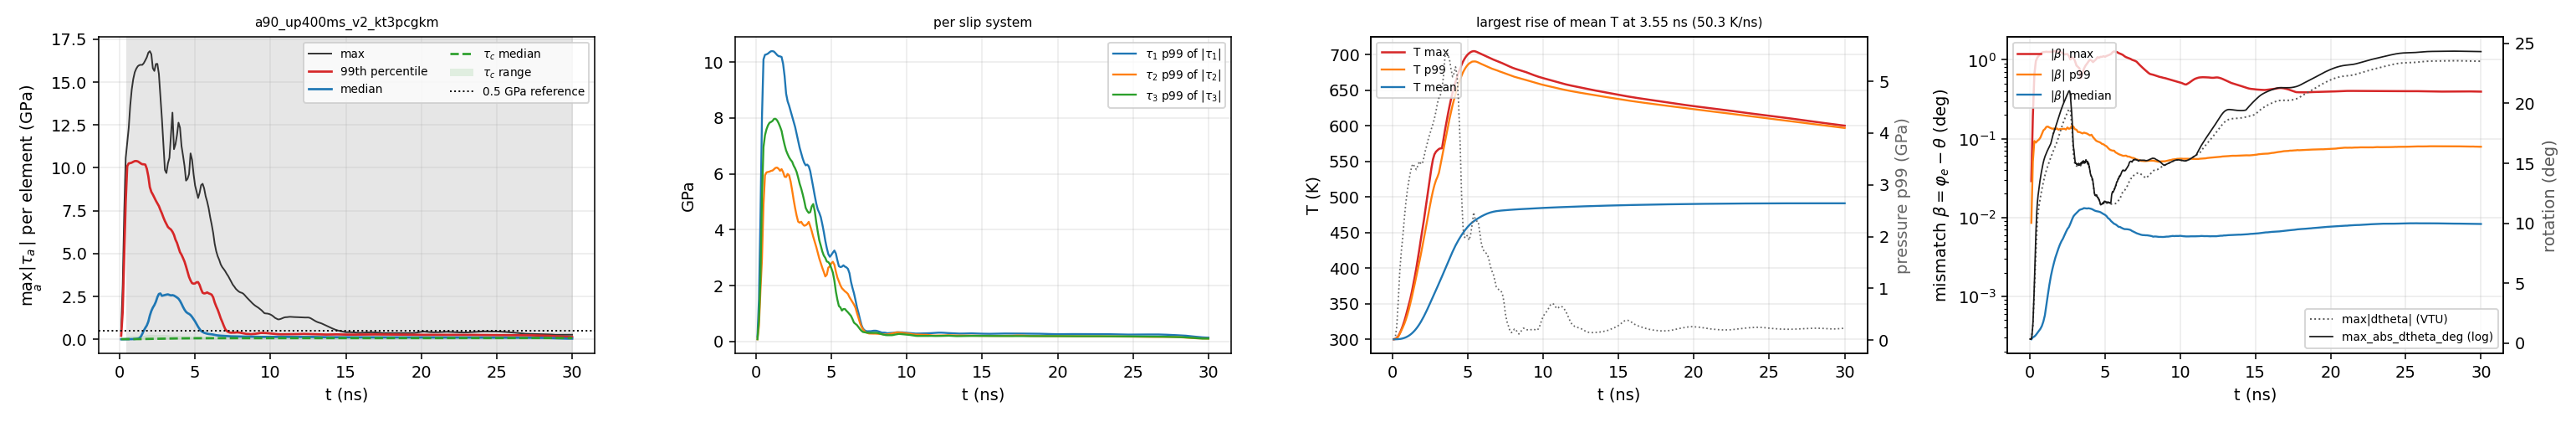 a90_up400ms_v2_kt3pcgkm
max
99th percentile
median
τc median
τc range
0.5 GPa reference
max_a |τa| per element (GPa)
17.5
15.0
12.5
10.0
7.5
5.0
2.5
0.0
0 5 10 15 20 25 30
t (ns)
per slip system
τ1 p99 of |τ1|
τ2 p99 of |τ2|
τ3 p99 of |τ3|
GPa
10
8
6
4
2
0
0 5 10 15 20 25 30
t (ns)
largest rise of mean T at 3.55 ns (50.3 K/ns)
T max
T p99
T mean
T (K)
700
650
600
550
500
450
400
350
300
0 5 10 15 20 25 30
t (ns)
5
4
3
2
1
0
pressure p99 (GPa)
mismatch β = φe − θ (deg)
10⁰
10⁻¹
10⁻²
10⁻³
|β| max
|β| p99
|β| median
max|dtheta| (VTU)
max_abs_dtheta_deg (log)
0 5 10 15 20 25 30
t (ns)
25
20
15
10
5
0
rotation (deg)